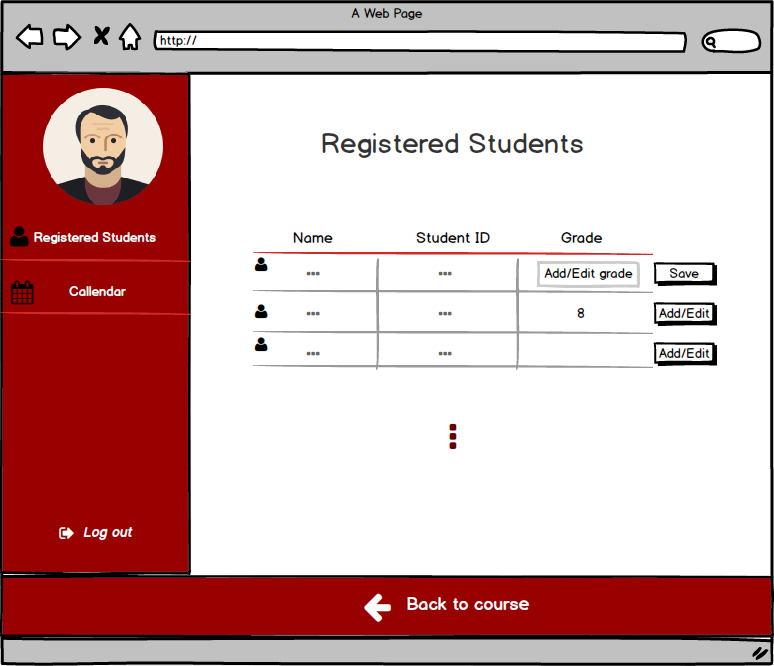 A Web Page
http://
Registered Students
Registered Students
Callendar
Name Student ID Grade
*** *** Add/Edit grade Save
*** *** 8 Add/Edit
*** *** Add/Edit
Log out
Back to course